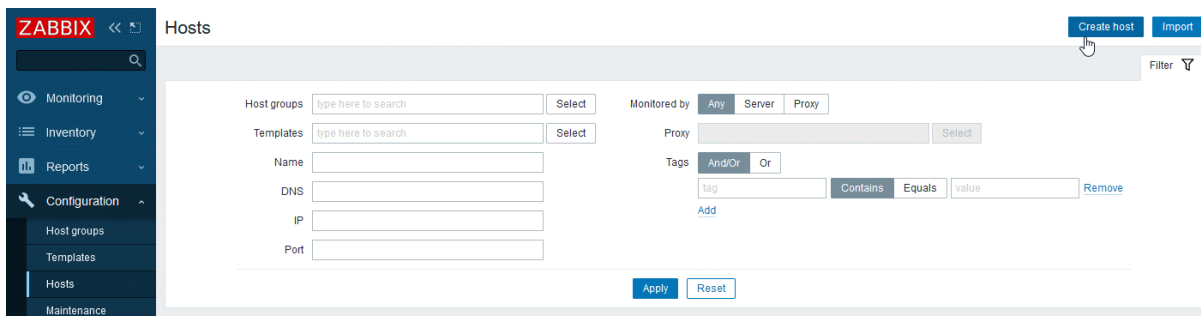 ZABBIX
Hosts
Create host
Import
Filter
Monitoring
Inventory
Reports
Configuration
Host groups
Templates
Hosts
Maintenance
Host groups type here to search Select
Templates type here to search Select
Name
DNS
IP
Port
Monitored by Any Server Proxy
Proxy Select
Tags And/Or Or
tag Contains Equals value Remove
Add
Apply Reset